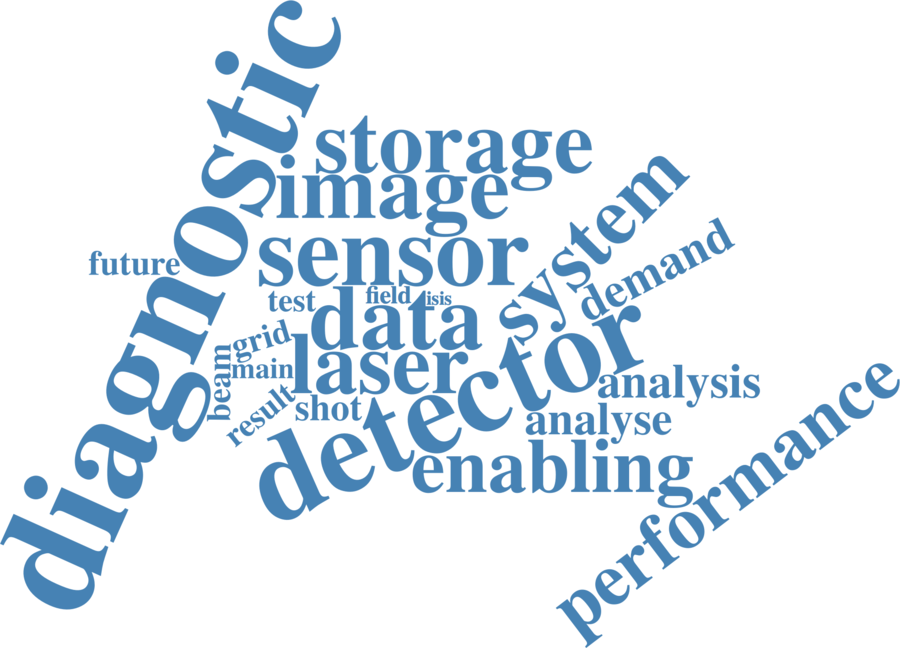 diagnostic
storage
image
system
sensor
demand
future
test
field
isis
data
detector
grid
laser
main
beam
analysis
performance
result
shot
analyse
enabling